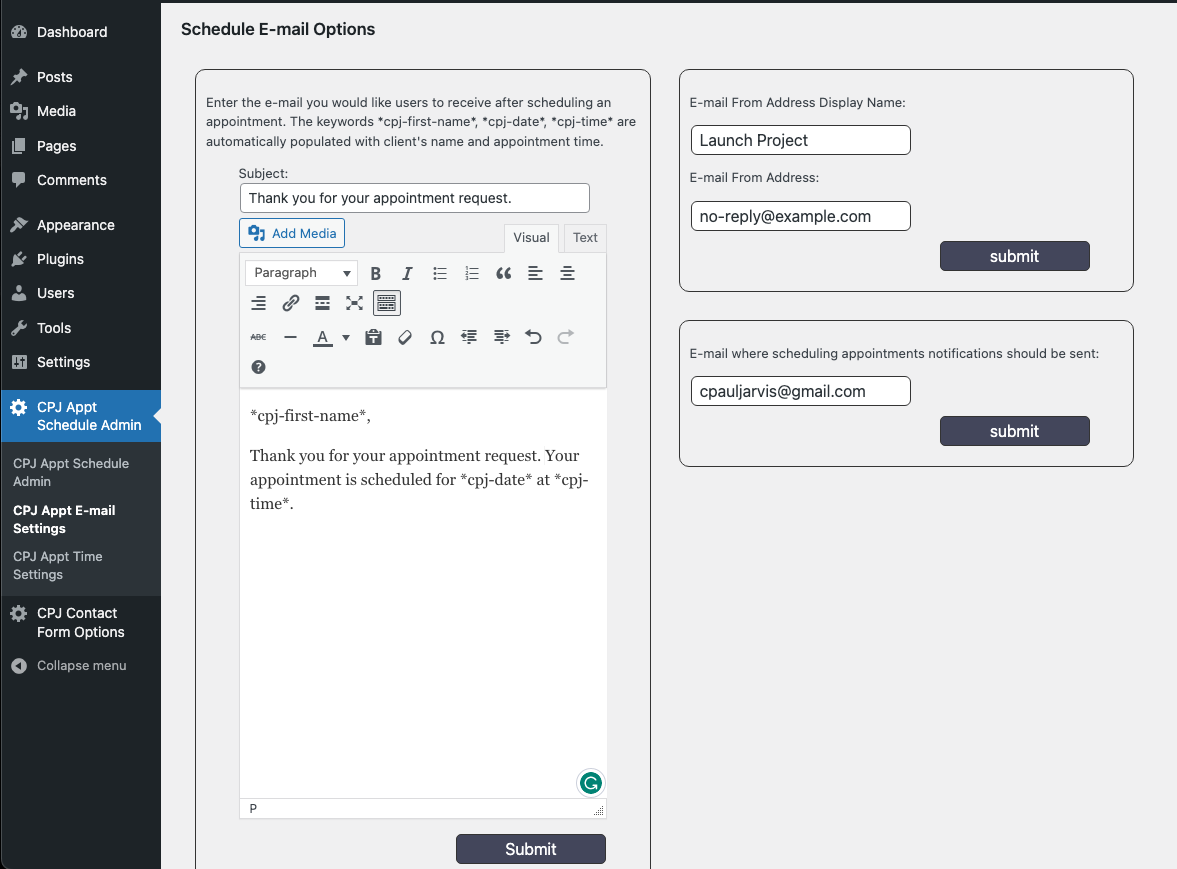 Dashboard
Posts
Media
Pages
Comments
Appearance
Plugins
Users
Tools
Settings
CPJ Appt
Schedule Admin
CPJ Appt Schedule
Admin
CPJ Appt E-mail
Settings
CPJ Appt Time
Settings
CPJ Contact
Form Options
Collapse menu
Schedule E-mail Options
Enter the e-mail you would like users to receive after scheduling an
appointment. The keywords *cpj-first-name*, *cpj-date*, *cpj-time* are
automatically populated with client's name and appointment time.
Subject:
Thank you for your appointment request.
Add Media
Visual
Text
Paragraph
B
I
ABC
A
Ω
*cpj-first-name*,
Thank you for your appointment request. Your
appointment is scheduled for *cpj-date* at *cpj-
time*.
P
Submit
E-mail From Address Display Name:
Launch Project
E-mail From Address:
no-reply@example.com
submit
E-mail where scheduling appointments notifications should be sent:
cpauljarvis@gmail.com
submit